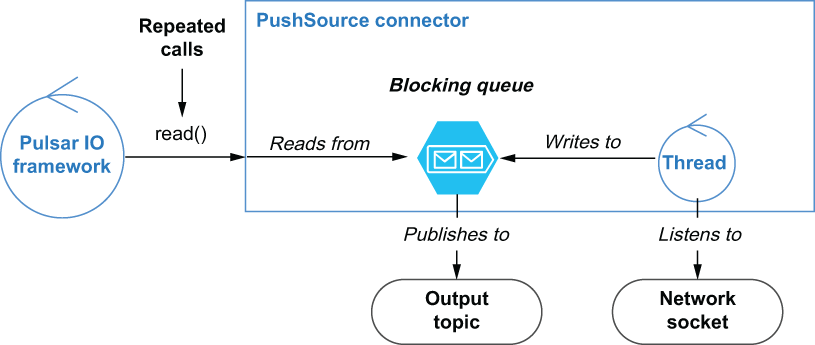 PushSource connector
Repeated
calls
Blocking queue
read()
Pulsar IO
framework
Reads from
Writes to
Thread
Publishes to
Listens to
Output
topic
Network
socket